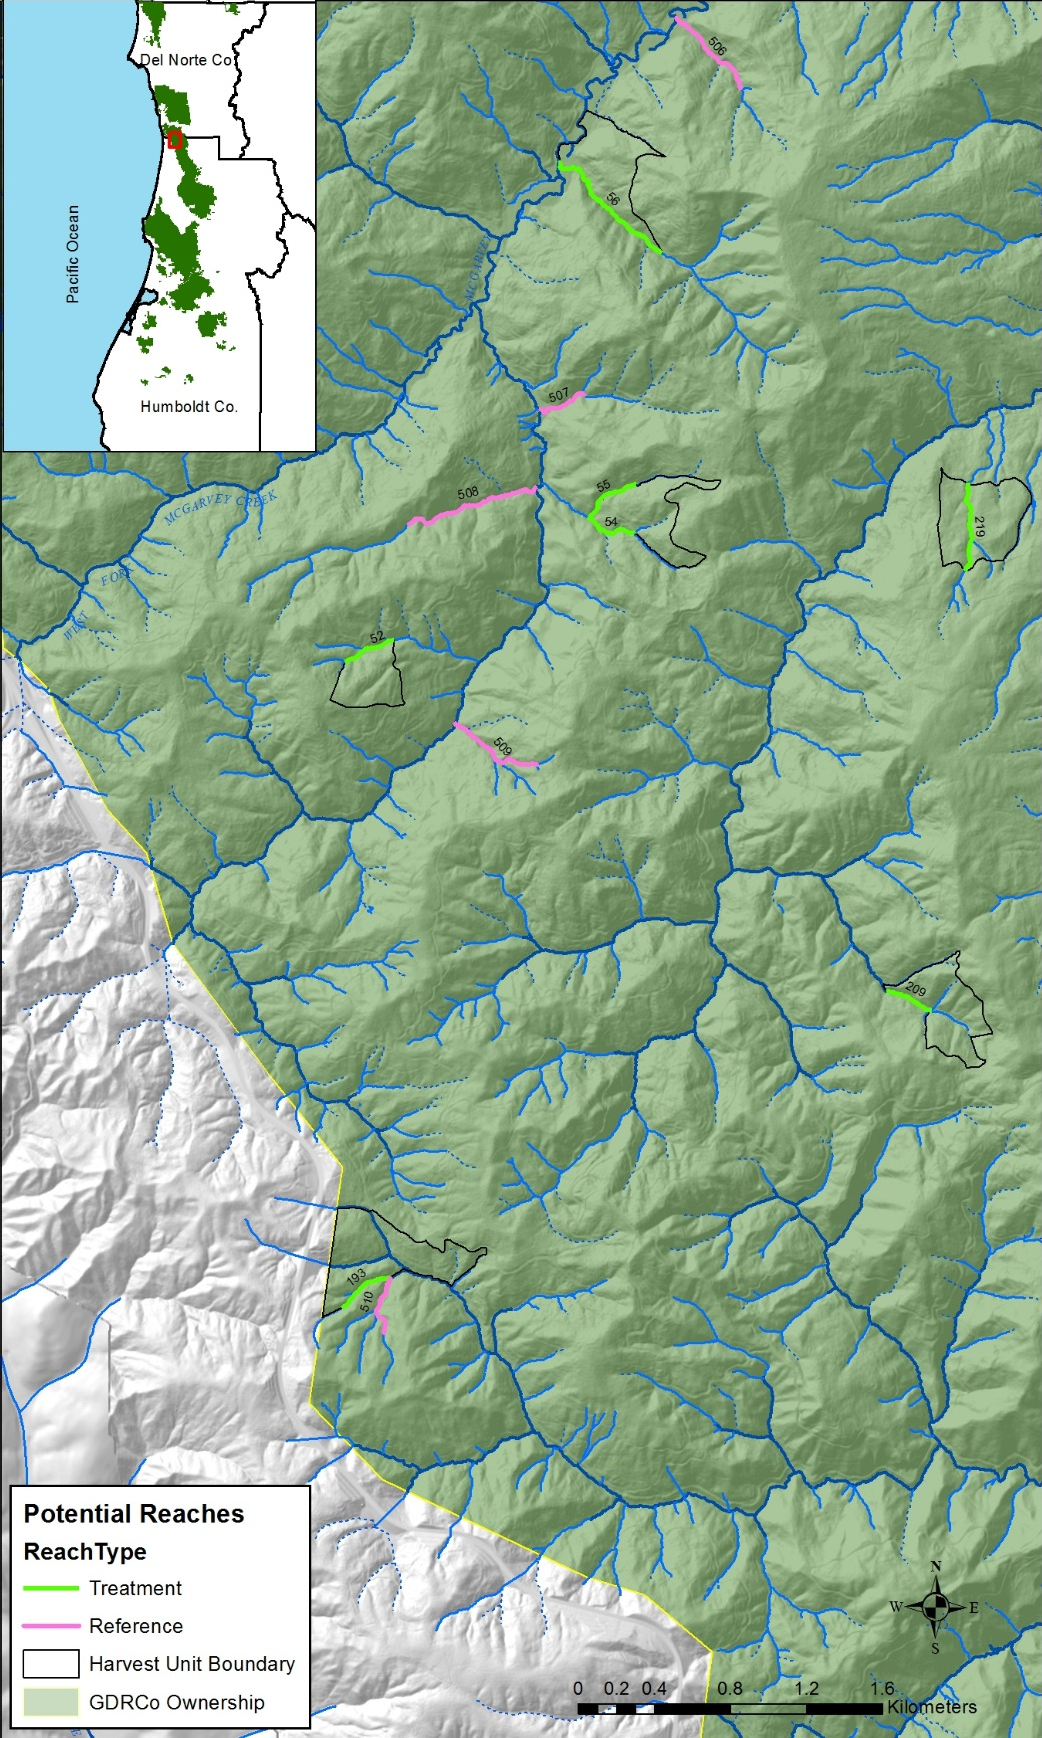 Del Norte Co
Pacific Ocean
Humboldt Co.
506
56
MCGARVEY
507
508
55
54
219
MCGARVEY CREEK
FORK
WEST
52
509
209
193
510
Potential Reaches
ReachType
Treatment
Reference
Harvest Unit Boundary
GDRCo Ownership
N
W E
S
0 0.2 0.4 0.8 1.2 1.6
Kilometers